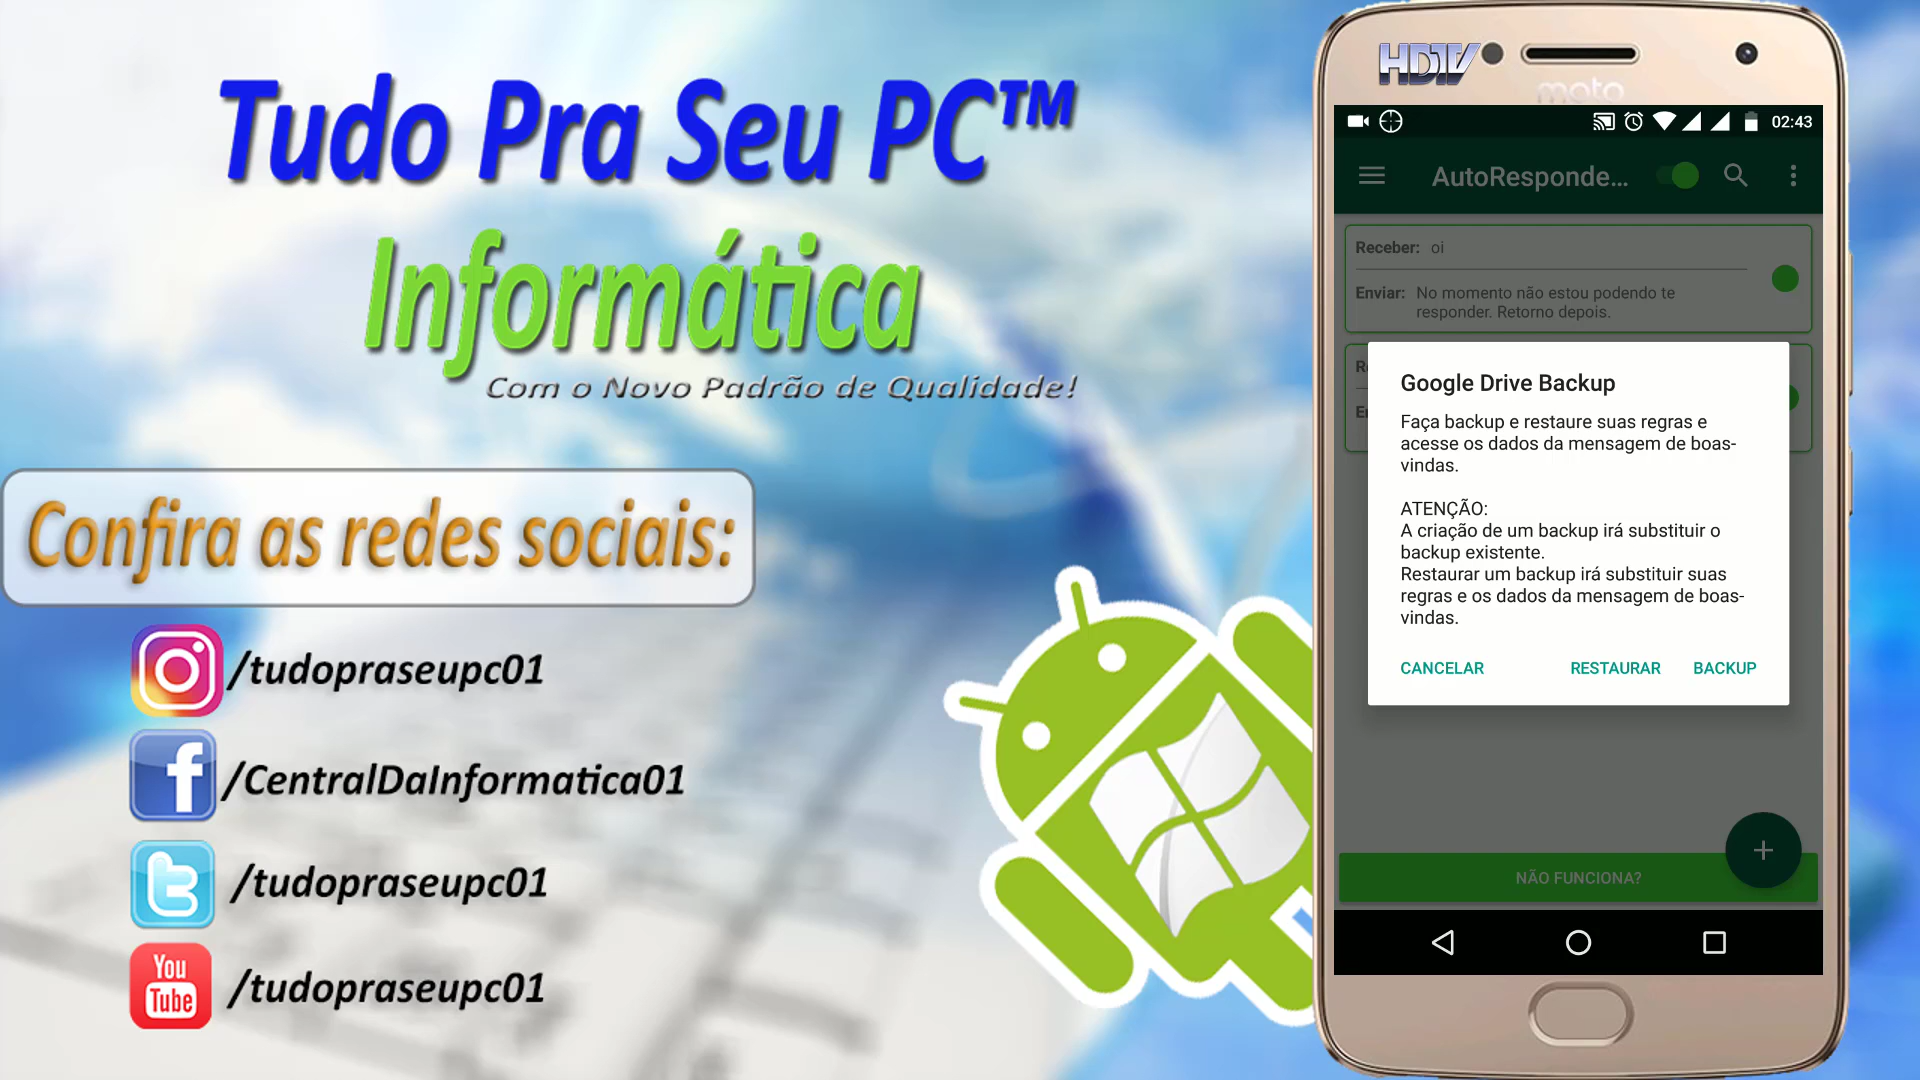 Tudo Pra Seu PC™
Informática
Com o Novo Padrão de Qualidade!
Confira as redes sociais:
/tudopraseupc01
/CentralDaInformatica01
/tudopraseupc01
You
Tube
/tudopraseupc01
HDTV
moto
02:43
AutoResponde...
Receber: oi
Enviar: No momento não estou podendo te
responder. Retorno depois.
Google Drive Backup
Faça backup e restaure suas regras e
acesse os dados da mensagem de boas-
vindas.
ATENÇÃO:
A criação de um backup irá substituir o
backup existente.
Restaurar um backup irá substituir suas
regras e os dados da mensagem de boas-
vindas.
CANCELAR RESTAURAR BACKUP
NÃO FUNCIONA?